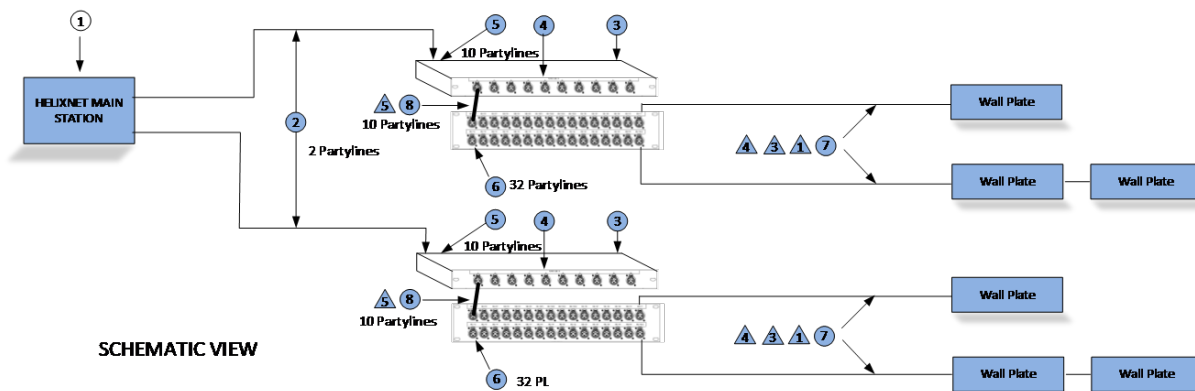 1
5
4
3
10 Partylines
HELIXNET MAIN
STATION
5 8
10 Partylines
Wall Plate
2
2 Partylines
4 3 1 7
6 32 Partylines
Wall Plate Wall Plate
5
4
3
10 Partylines
5 8
10 Partylines
Wall Plate
4 3 1 7
SCHEMATIC VIEW
6 32 PL
Wall Plate Wall Plate